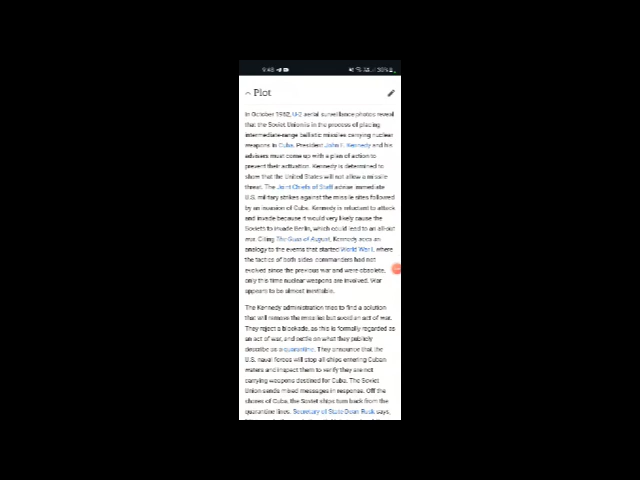 9:48
Plot
In October 1962, U-2 aerial surveillance photos reveal
that the Soviet Union is in the process of placing
intermediate-range ballistic missiles carrying nuclear
weapons in Cuba. President John F. Kennedy and his
advisers must come up with a plan of action to
prevent their activation. Kennedy is determined to
show that the United States will not allow a missile
threat. The Joint Chiefs of Staff advise immediate
U.S. military strikes against the missile sites followed
by an invasion of Cuba. Kennedy is reluctant to attack
and invade because it would very likely cause the
Soviets to invade Berlin, which could lead to an all-out
war. Citing The Guns of August, Kennedy sees an
analogy to the events that started World War I, where
the tactics of both sides' commanders had not
evolved since the previous war and were obsolete,
only this time nuclear weapons are involved. War
appears to be almost inevitable.
The Kennedy administration tries to find a solution
that will remove the missiles but avoid an act of war.
They reject a blockade, as this is formally regarded as
an act of war, and settle on what they publicly
describe as a quarantine. They announce that the
U.S. naval forces will stop all ships entering Cuban
waters and inspect them to verify they are not
carrying weapons destined for Cuba. The Soviet
Union sends mixed messages in response. Off the
shores of Cuba, the Soviet ships turn back from the
quarantine lines. Secretary of State Dean Rusk says,